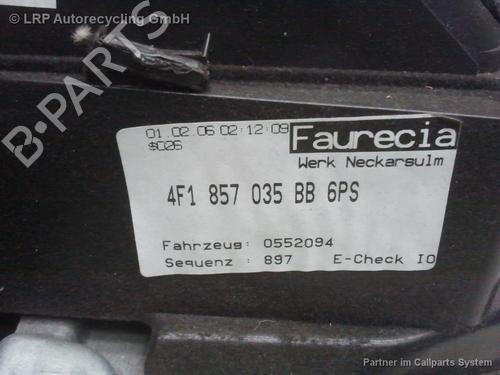 LRP Autorecycling GmbH
B-PARTS
01.02.06 02:12:09
$026
Faurecia
Werk Neckarsulm
4F1 857 035 BB 6PS
Fahrzeug: 0552094
Sequenz : 897 E-Check IO
Partner im Callparts System